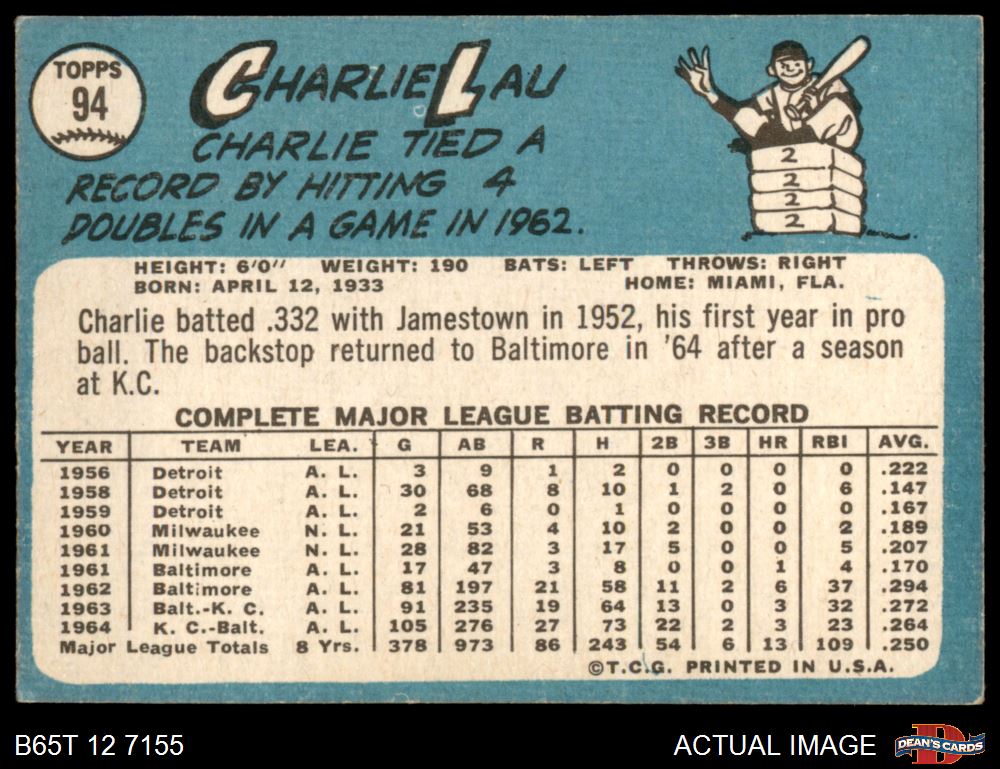 TOPPS
94
CHARLIE LAU
CHARLIE TIED A
RECORD BY HITTING 4
DOUBLES IN A GAME IN 1962.
2
2
2
2
HEIGHT: 6'0" WEIGHT: 190 BATS: LEFT THROWS: RIGHT
BORN: APRIL 12, 1933 HOME: MIAMI, FLA.
Charlie batted .332 with Jamestown in 1952, his first year in pro
ball. The backstop returned to Baltimore in '64 after a season
at K.C.
COMPLETE MAJOR LEAGUE BATTING RECORD
YEAR TEAM LEA. G AB R H 2B 3B HR RBI AVG.
1956 Detroit A. L. 3 9 1 2 0 0 0 0 .222
1958 Detroit A. L. 30 68 8 10 1 2 0 6 .147
1959 Detroit A. L. 2 6 0 1 0 0 0 0 .167
1960 Milwaukee N. L. 21 53 4 10 2 0 0 2 .189
1961 Milwaukee N. L. 28 82 3 17 5 0 0 5 .207
1961 Baltimore A. L. 17 47 3 8 0 0 1 4 .170
1962 Baltimore A. L. 81 197 21 58 11 2 6 37 .294
1963 Balt.-K. C. A. L. 91 235 19 64 13 0 3 32 .272
1964 K. C.-Balt. A. L. 105 276 27 73 22 2 3 23 .264
Major League Totals 8 Yrs. 378 973 86 243 54 6 13 109 .250
©T.C.G. PRINTED IN U.S.A.
B65T 12 7155
ACTUAL IMAGE
D
DEAN'S CARDS